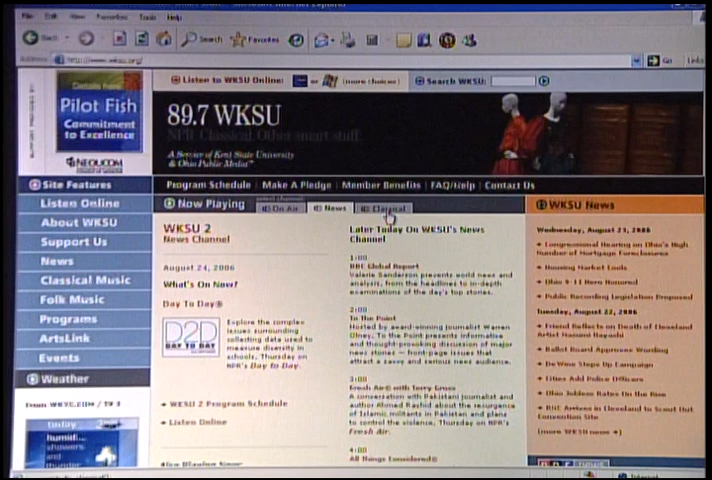 File Edit View Favorites Tools Help
Back Search Favorites
Address http://www.wksu.org/ Go Links
Pilot Fish
Commitment
to Excellence
NEOUCOM
Listen to WKSU Online: (more choices) Search WKSU:
89.7 WKSU
NPR. Classical. Other smart stuff.
A Service of Kent State University
& Ohio Public Media
Program Schedule | Make A Pledge | Member Benefits | FAQ/Help | Contact Us
Site Features
Listen Online
About WKSU
Support Us
News
Classical Music
Folk Music
Programs
ArtsLink
Events
Weather
from WKYC.COM / TV 3
today
humid...
showers
and
thunder
Now Playing
On Air News Classical
WKSU 2
News Channel
August 24, 2006
What's On Now?
Day To Day®
D2D
DAY TO DAY
Explore the complex
issues surrounding
collecting data used to
measure diversity in
schools, Thursday on
NPR's Day to Day.
WKSU 2 Program Schedule
Listen Online
Later Today On WKSU's News
Channel
1:00
BBC Global Report
Valerie Sanderson presents world news and
analysis, from the headlines to in-depth
examinations of the day's top stories.
2:00
To The Point
Hosted by award-winning journalist Warren
Olney, To the Point presents informative
and thought-provoking discussion of major
news stories – front-page issues that
attract a savvy and serious news audience.
3:00
Fresh Air® with Terry Gross
A conversation with Pakistani journalist and
author Ahmed Rashid about the resurgence
of Islamic militants in Pakistan and plans
to control the violence, Thursday on NPR's
Fresh Air.
4:00
All Things Considered®
WKSU News
Wednesday, August 23, 2006
Congressional Hearing on Ohio's High
Number of Mortgage Foreclosures
Housing Market Lools
Ohio 9-11 Hero Honored
Public Recording Legislation Proposed
Tuesday, August 22, 2006
Friend Reflects on Death of Cleveland
Artist
Ballot Board Approves Wording
DeWine Steps Up Campaign
Cities Add Police Officers
Ohio Jobless Rates On the Rise
RNC Arrives in Cleveland to Scout Out
Convention Site
(more WKSU news)
Internet